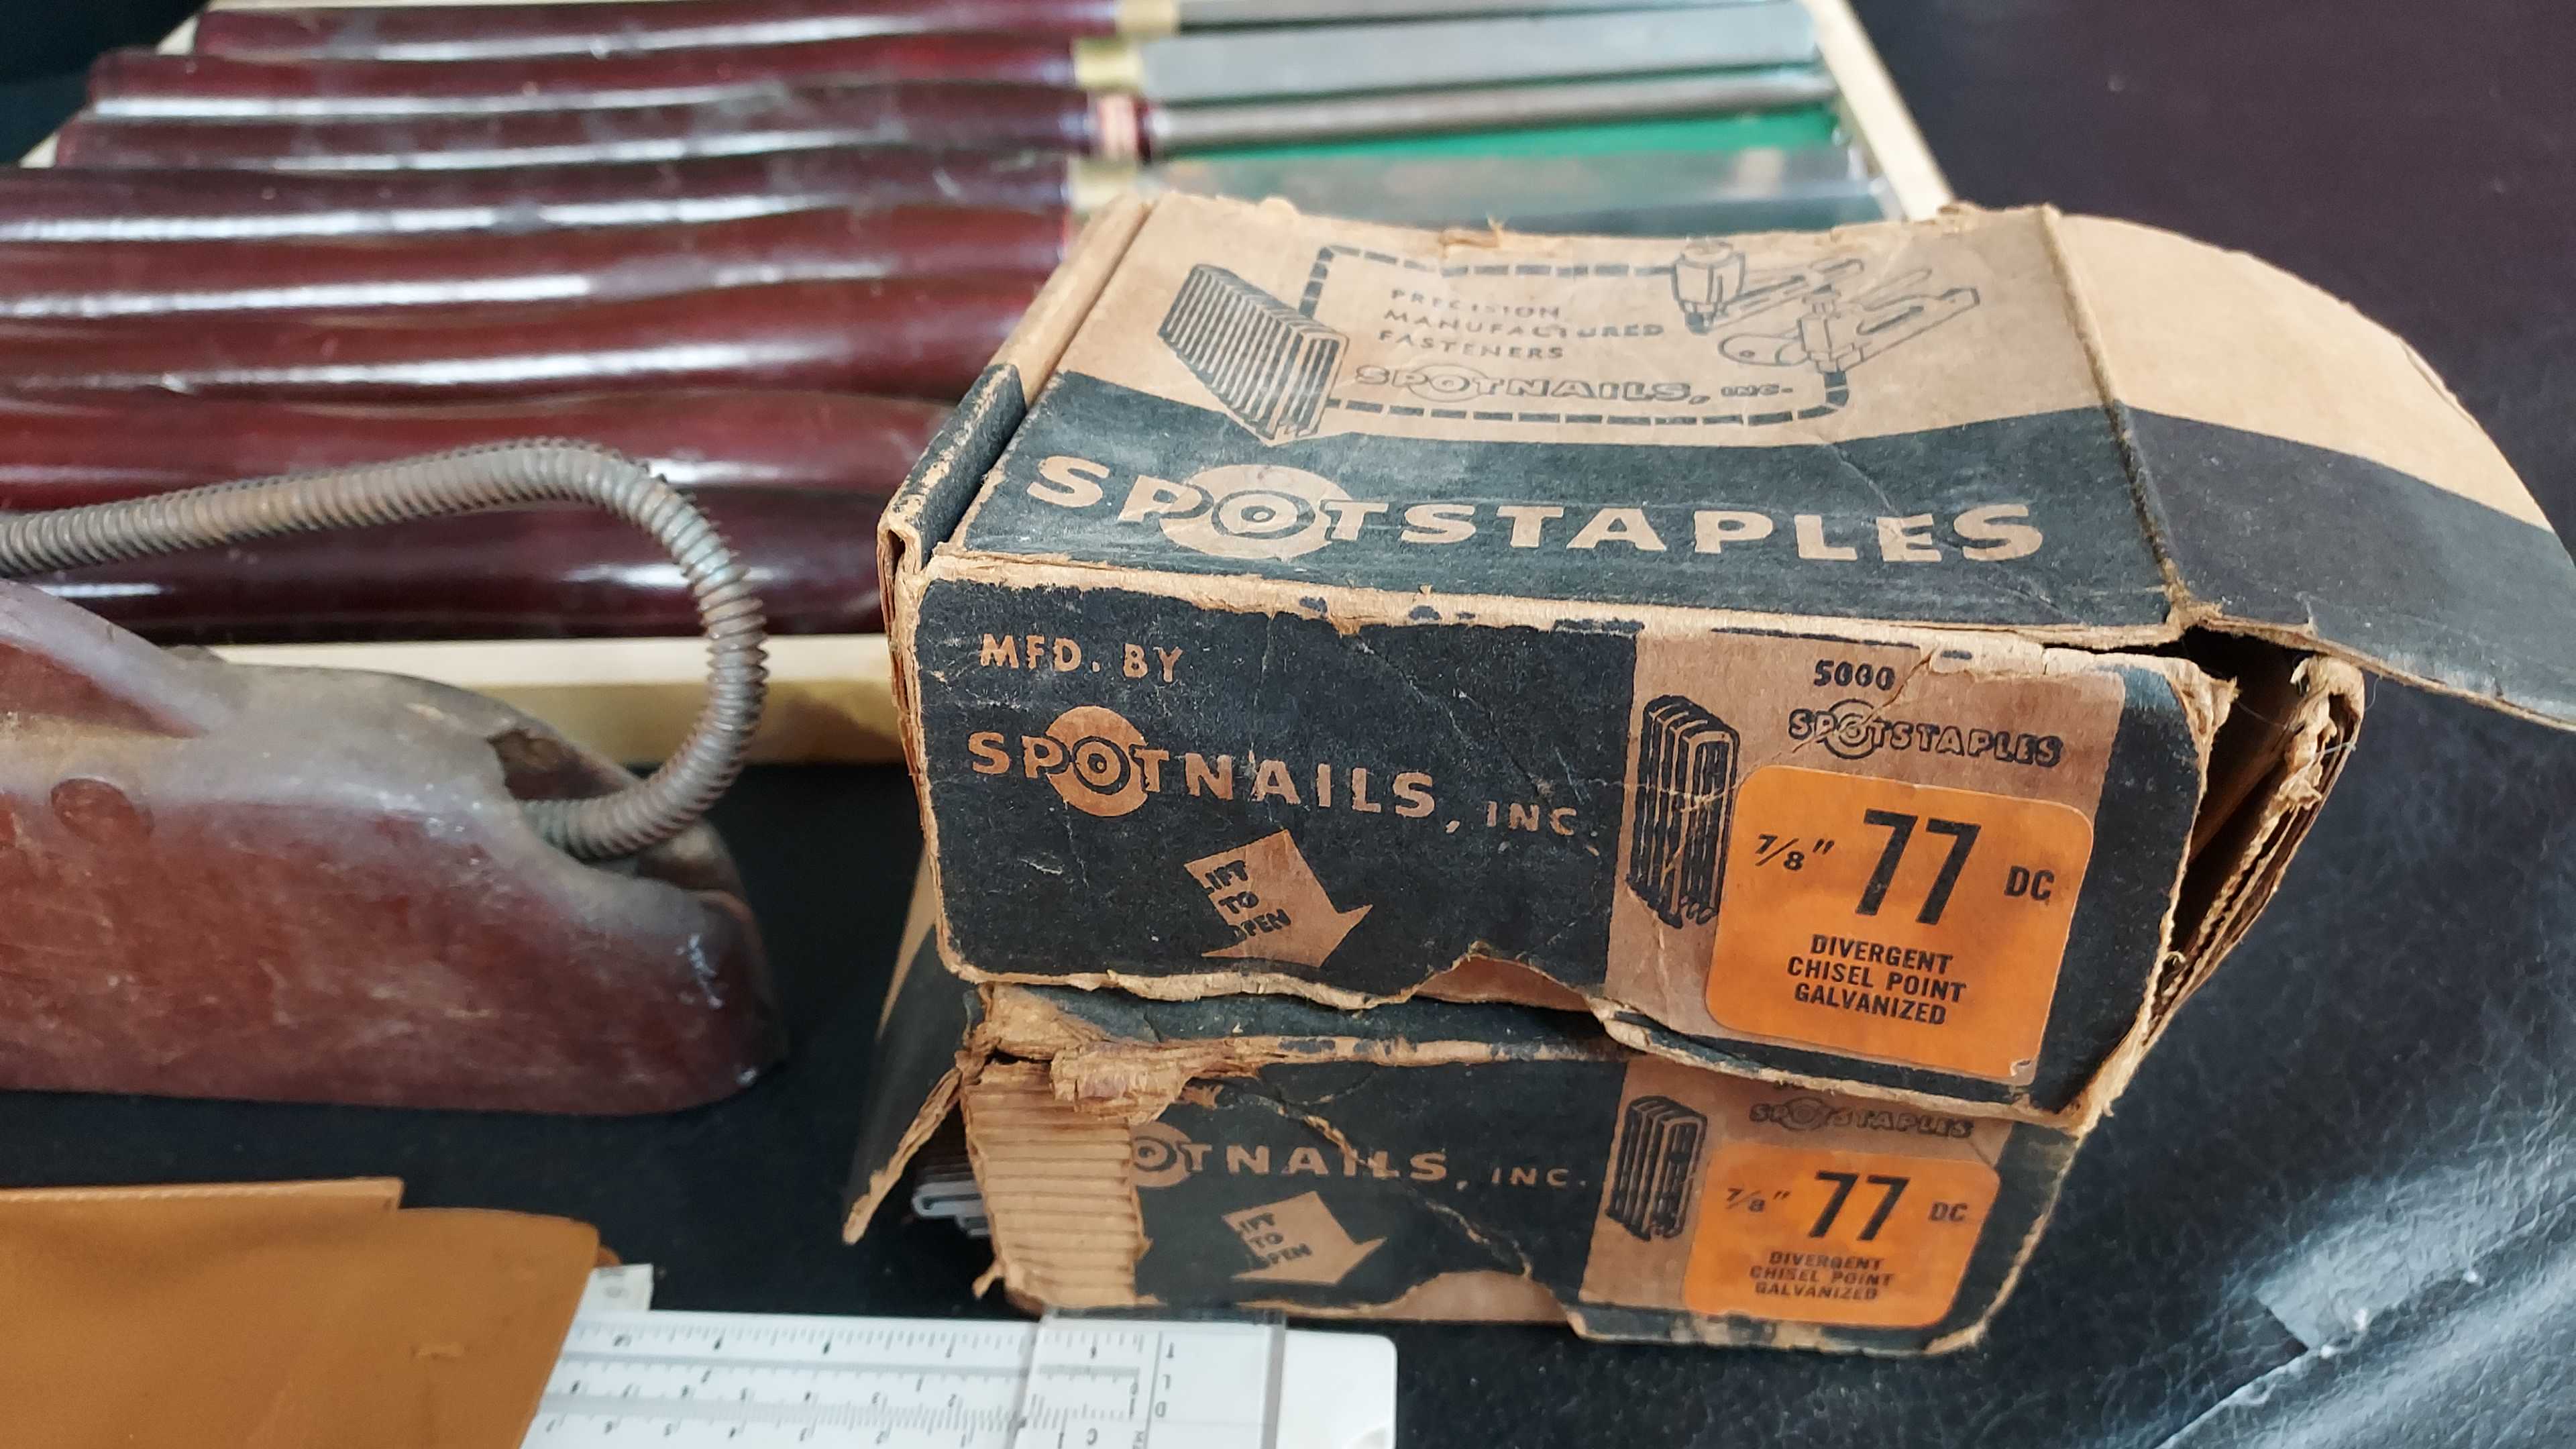 PRECISION
MANUFACTURED
FASTENERS
SPOTNAILS, INC.
SPOTSTAPLES
MFD. BY
SPOTNAILS, INC.
LIFT
TO
OPEN
5000
SPOTSTAPLES
7/8" 77 DC
DIVERGENT
CHISEL POINT
GALVANIZED
OTNAILS, INC.
LIFT
TO
OPEN
SPOTSTAPLES
7/8" 77 DC
DIVERGENT
CHISEL POINT
GALVANIZED